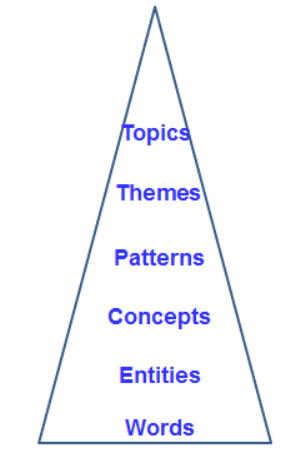 Topics
Themes
Patterns
Concepts
Entities
Words